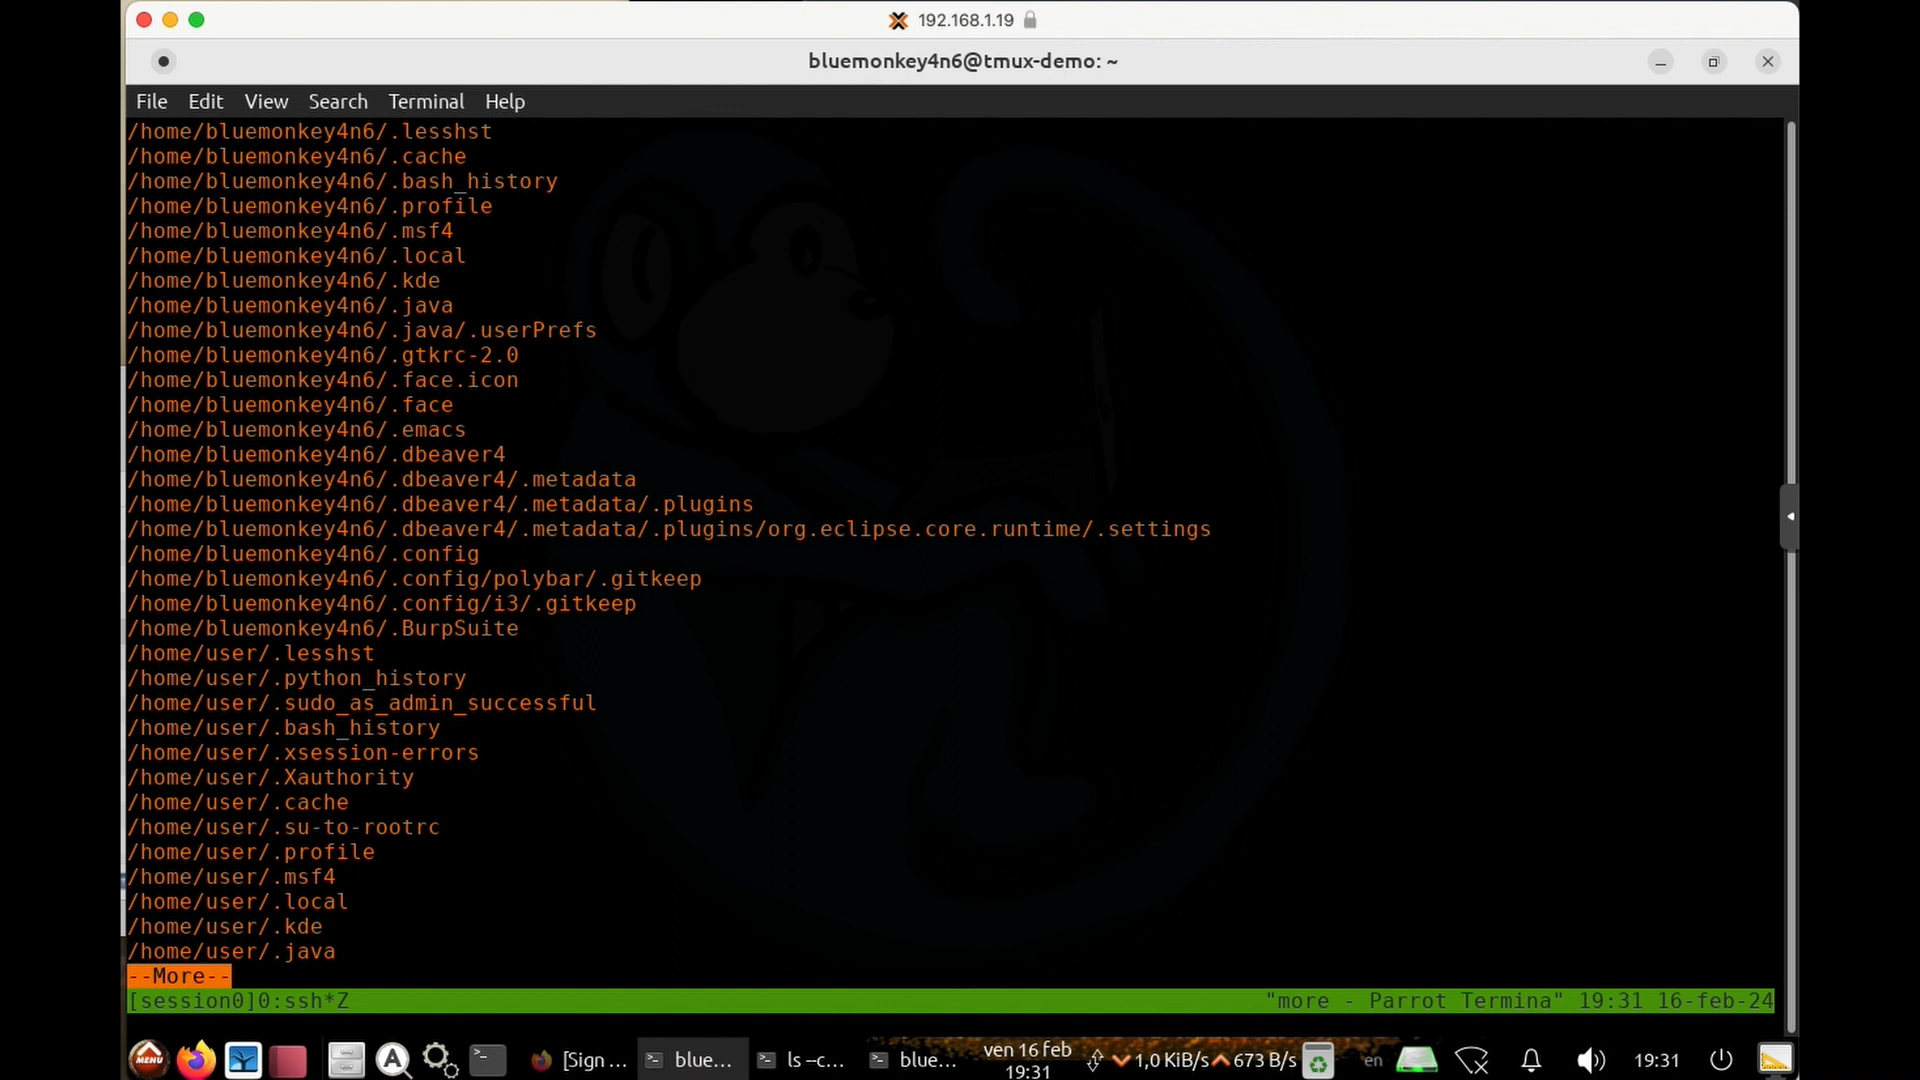 192.168.1.19
bluemonkey4n6@tmux-demo: ~
File Edit View Search Terminal Help
/home/bluemonkey4n6/.lesshst
/home/bluemonkey4n6/.cache
/home/bluemonkey4n6/.bash_history
/home/bluemonkey4n6/.profile
/home/bluemonkey4n6/.msf4
/home/bluemonkey4n6/.local
/home/bluemonkey4n6/.kde
/home/bluemonkey4n6/.java
/home/bluemonkey4n6/.java/.userPrefs
/home/bluemonkey4n6/.gtkrc-2.0
/home/bluemonkey4n6/.face.icon
/home/bluemonkey4n6/.face
/home/bluemonkey4n6/.emacs
/home/bluemonkey4n6/.dbeaver4
/home/bluemonkey4n6/.dbeaver4/.metadata
/home/bluemonkey4n6/.dbeaver4/.metadata/.plugins
/home/bluemonkey4n6/.dbeaver4/.metadata/.plugins/org.eclipse.core.runtime/.settings
/home/bluemonkey4n6/.config
/home/bluemonkey4n6/.config/polybar/.gitkeep
/home/bluemonkey4n6/.config/i3/.gitkeep
/home/bluemonkey4n6/.BurpSuite
/home/user/.lesshst
/home/user/.python_history
/home/user/.sudo_as_admin_successful
/home/user/.bash_history
/home/user/.xsession-errors
/home/user/.Xauthority
/home/user/.cache
/home/user/.su-to-rootrc
/home/user/.profile
/home/user/.msf4
/home/user/.local
/home/user/.kde
/home/user/.java
--More--
[session0]0:ssh*Z "more - Parrot Termina" 19:31 16-feb-24
MENU [Sign ... blue... ls --c... blue... ven 16 feb 1,0 KiB/s 673 B/s en 19:31
19:31